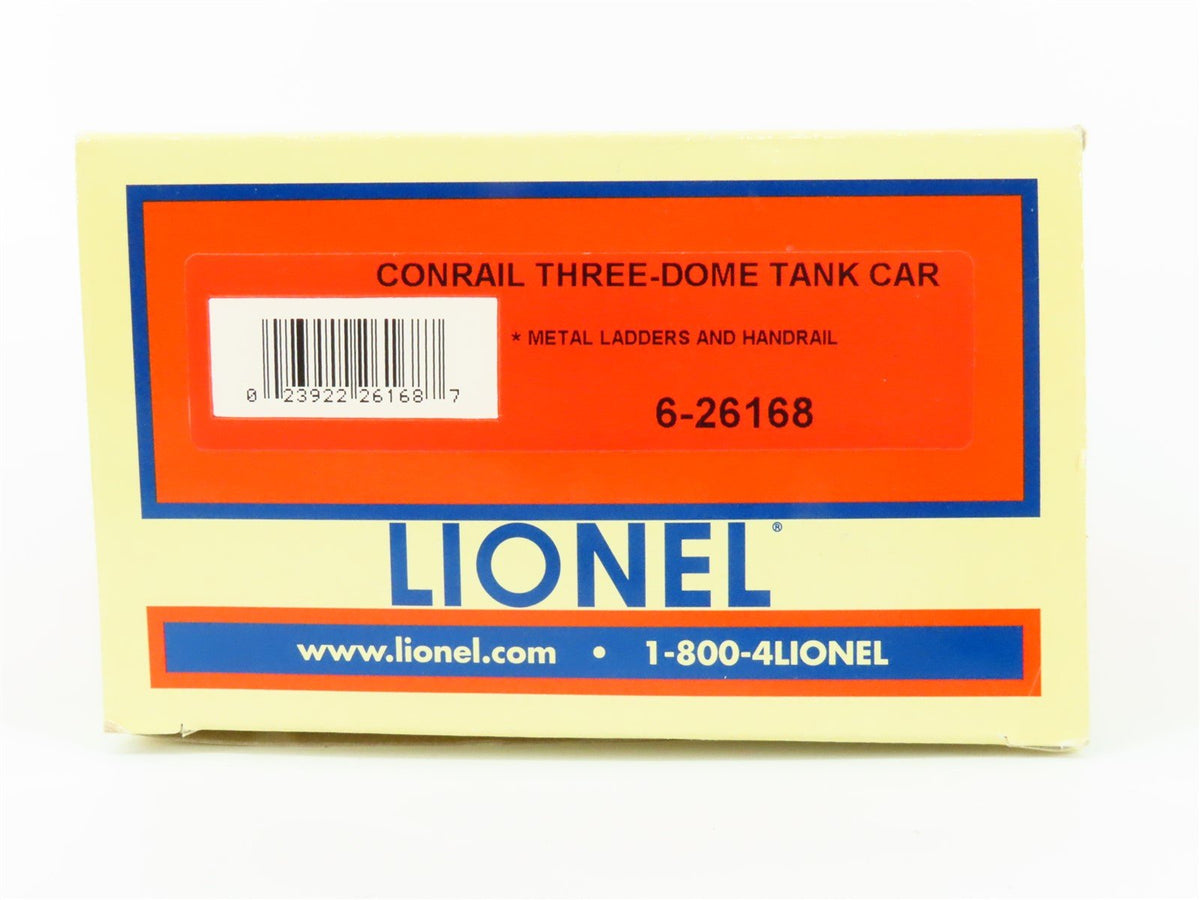 CONRAIL THREE-DOME TANK CAR
* METAL LADDERS AND HANDRAIL
0 23922 26168 7
6-26168
LIONEL®
www.lionel.com • 1-800-4LIONEL